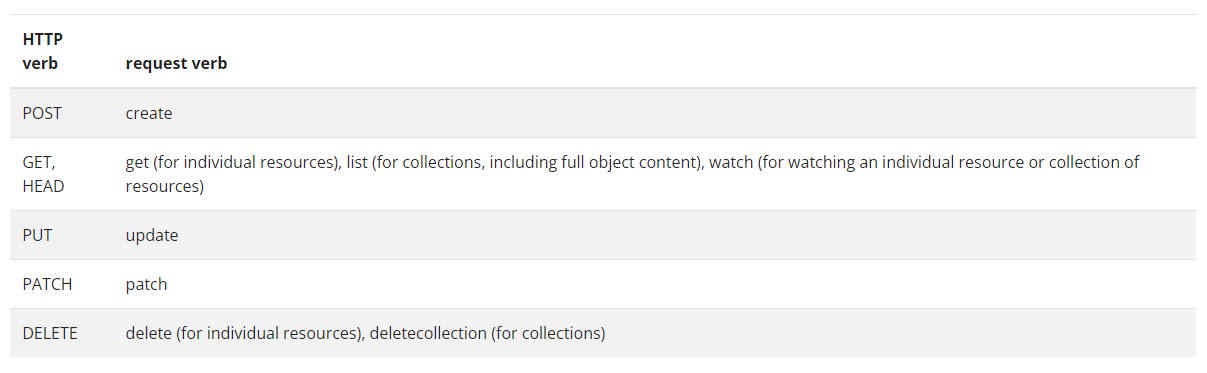 HTTP
verb request verb
POST create
GET, get (for individual resources), list (for collections, including full object content), watch (for watching an individual resource or collection of
HEAD resources)
PUT update
PATCH patch
DELETE delete (for individual resources), deletecollection (for collections)